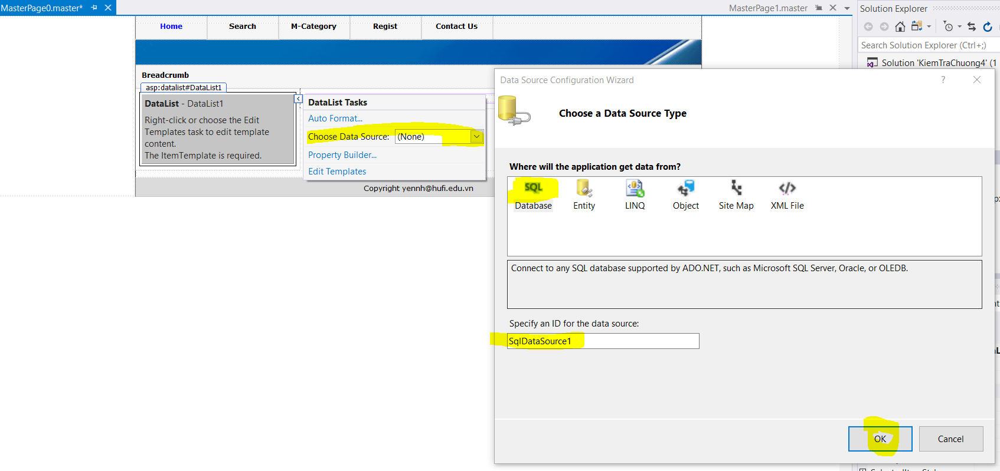 MasterPage0.master*
MasterPage1.master
Solution Explorer
Home Search M-Category Regist Contact Us
Search Solution Explorer (Ctrl+;)
Solution 'KiemTraChuong4' (1
Breadcrumb
asp:datalist#DataList1
DataList - DataList1
Right-click or choose the Edit
Templates task to edit template
content.
The ItemTemplate is required.
DataList Tasks
Auto Format...
Choose Data Source: (None)
Property Builder...
Edit Templates
Copyright yennh@hufi.edu.vn
Data Source Configuration Wizard
?
Choose a Data Source Type
Where will the application get data from?
SQL
Database Entity LINQ Object Site Map XML File
Connect to any SQL database supported by ADO.NET, such as Microsoft SQL Server, Oracle, or OLEDB.
Specify an ID for the data source:
SqlDataSource1
OK Cancel